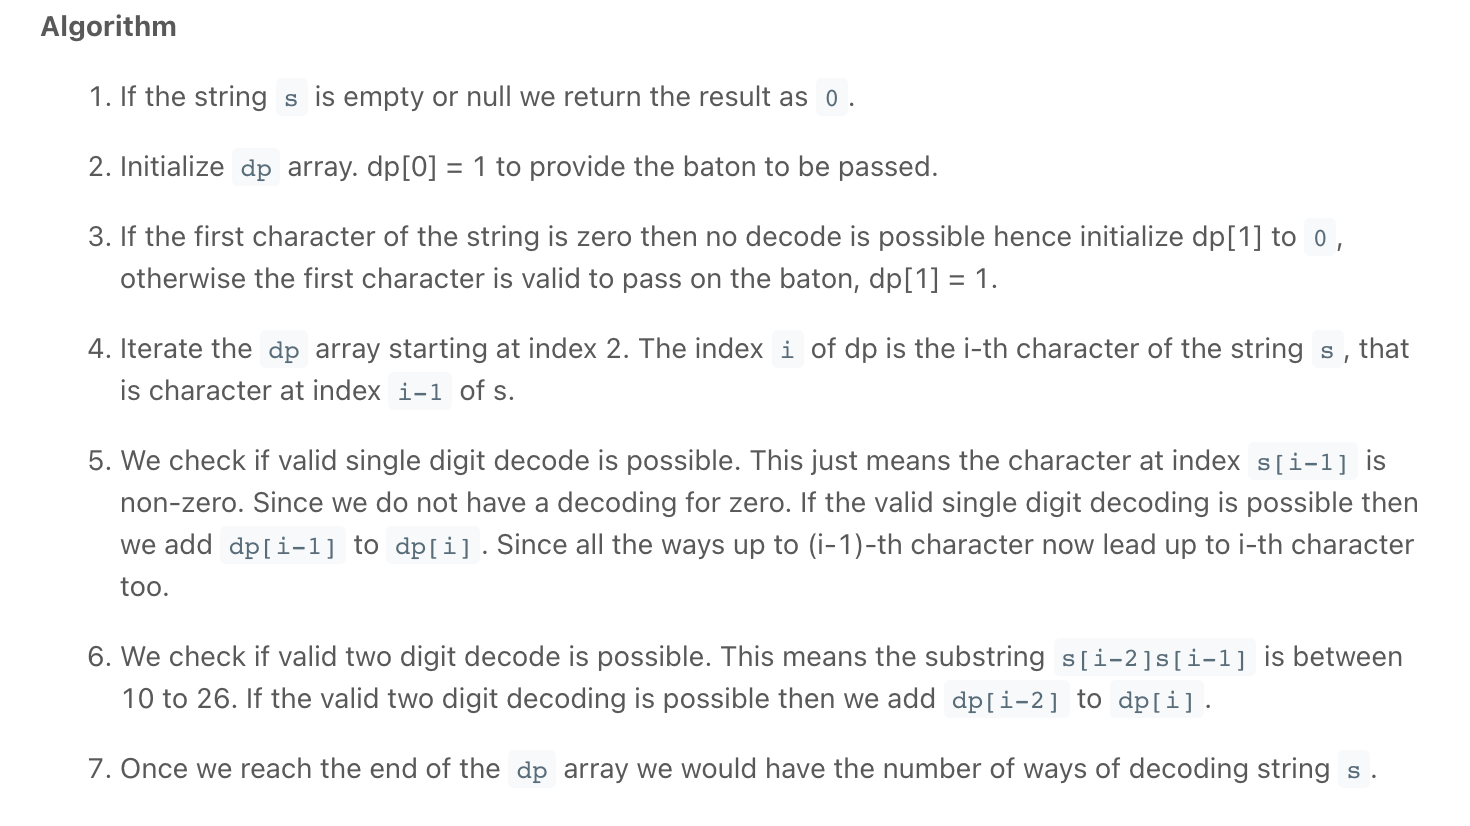 Algorithm
1. If the string s is empty or null we return the result as 0 .
2. Initialize dp array. dp[0] = 1 to provide the baton to be passed.
3. If the first character of the string is zero then no decode is possible hence initialize dp[1] to 0 ,
otherwise the first character is valid to pass on the baton, dp[1] = 1.
4. Iterate the dp array starting at index 2. The index i of dp is the i-th character of the string s , that
is character at index i-1 of s.
5. We check if valid single digit decode is possible. This just means the character at index s[i-1] is
non-zero. Since we do not have a decoding for zero. If the valid single digit decoding is possible then
we add dp[i-1] to dp[i] . Since all the ways up to (i-1)-th character now lead up to i-th character
too.
6. We check if valid two digit decode is possible. This means the substring s[i-2]s[i-1] is between
10 to 26. If the valid two digit decoding is possible then we add dp[i-2] to dp[i] .
7. Once we reach the end of the dp array we would have the number of ways of decoding string s .